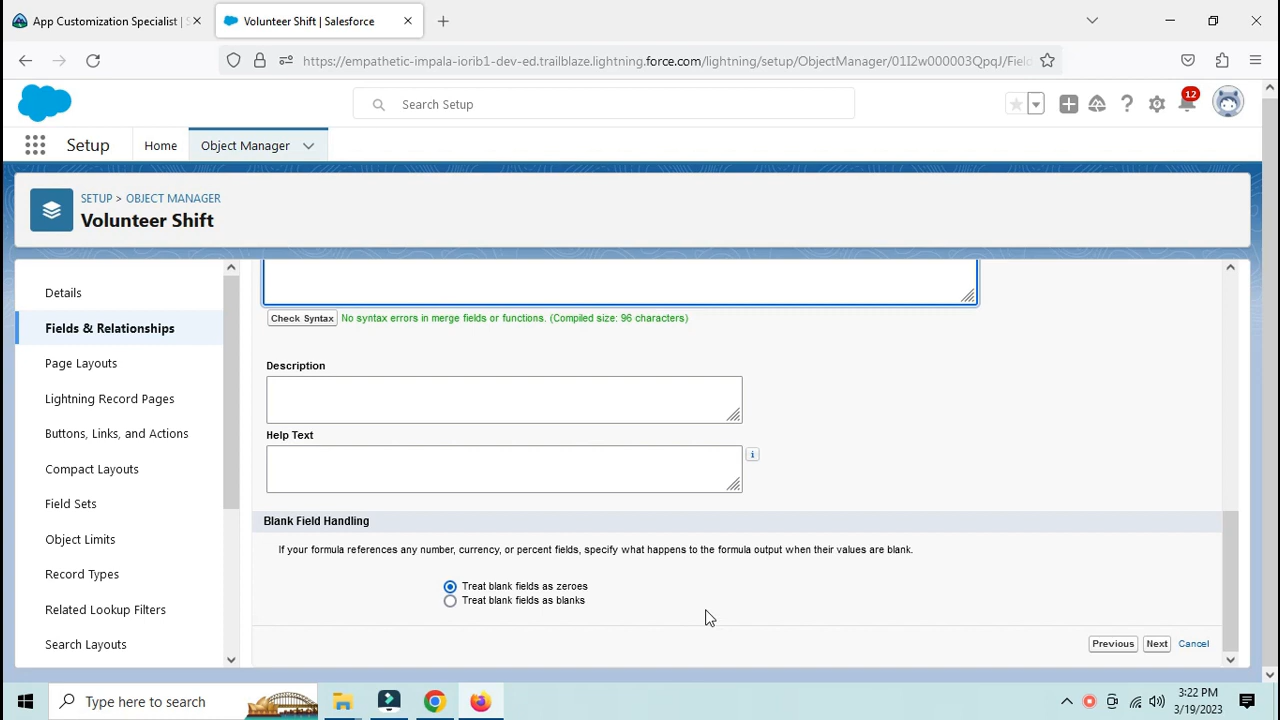 App Customization Specialist | S
Volunteer Shift | Salesforce
https://empathetic-impala-iorib1-dev-ed.trailblaze.lightning.force.com/lightning/setup/ObjectManager/01I2w000003QpqJ/Field
Search Setup
12
Setup
Home
Object Manager
SETUP > OBJECT MANAGER
Volunteer Shift
Details
Fields & Relationships
Page Layouts
Lightning Record Pages
Buttons, Links, and Actions
Compact Layouts
Field Sets
Object Limits
Record Types
Related Lookup Filters
Search Layouts
Check Syntax
No syntax errors in merge fields or functions. (Compiled size: 96 characters)
Description
Help Text
i
Blank Field Handling
If your formula references any number, currency, or percent fields, specify what happens to the formula output when their values are blank.
Treat blank fields as zeroes
Treat blank fields as blanks
Previous
Next
Cancel
Type here to search
3:22 PM
3/19/2023